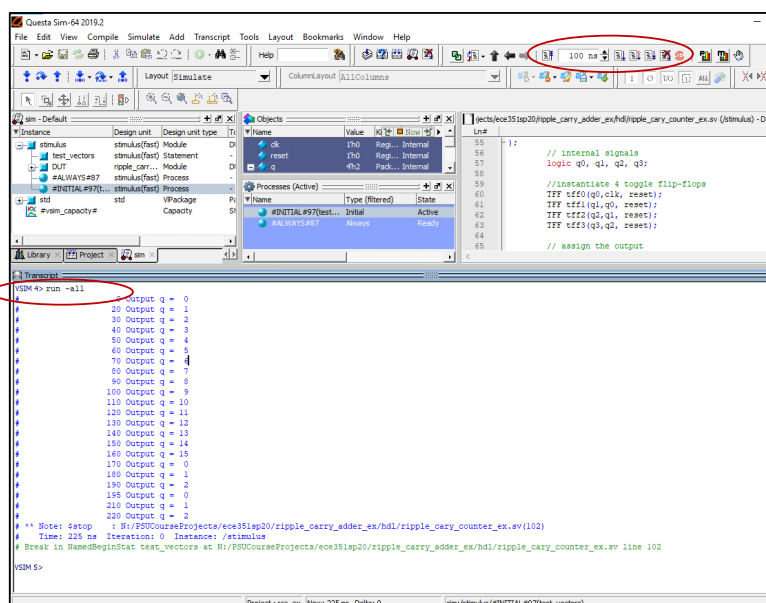 Questa Sim-64 2019.2
File Edit View Compile Simulate Add Transcript Tools Layout Bookmarks Window Help
Help
100 ns
Layout Simulate
ColumnLayout AllColumns
sim - Default
Instance Design unit Design unit type
stimulus stimulus(fast) Module
test_vectors stimulus(fast) Statement
DUT ripple_carr... Module
#ALWAYS#87 stimulus(fast) Process
#INITIAL#97(t... stimulus(fast) Process
std std VIPackage
#vsim_capacity# Capacity
Library Project sim
Objects
Name Value Now
clk 1'h0 Regi... Internal
reset 1'h0 Regi... Internal
q 4'h2 Pack... Internal
Processes (Active)
Name Type (filtered) State
#INITIAL#97(test... Initial Active
#ALWAYS#87 Always Ready
jects/ece351sp20/ripple_carry_adder_ex/hdl/ripple_cary_counter_ex.sv (/stimulus) - D
Ln#
55 );
56 // internal signals
57 logic q0, q1, q2, q3;
58
59 //instantiate 4 toggle flip-flops
60 TFF tff0(q0,clk, reset);
61 TFF tff1(q1,q0, reset);
62 TFF tff2(q2,q1, reset);
63 TFF tff3(q3,q2, reset);
64
65 // assign the output
Transcript
VSIM 4> run -all
# 0 Output q = 0
# 20 Output q = 1
# 30 Output q = 2
# 40 Output q = 3
# 50 Output q = 4
# 60 Output q = 5
# 70 Output q = 6
# 80 Output q = 7
# 90 Output q = 8
# 100 Output q = 9
# 110 Output q = 10
# 120 Output q = 11
# 130 Output q = 12
# 140 Output q = 13
# 150 Output q = 14
# 160 Output q = 15
# 170 Output q = 0
# 180 Output q = 1
# 190 Output q = 2
# 195 Output q = 0
# 210 Output q = 1
# 220 Output q = 2
# ** Note: $stop : N:/PSUCourseProjects/ece351sp20/ripple_carry_adder_ex/hdl/ripple_cary_counter_ex.sv(102)
# Time: 225 ns Iteration: 0 Instance: /stimulus
# Break in NamedBeginStat test_vectors at N:/PSUCourseProjects/ece351sp20/ripple_carry_adder_ex/hdl/ripple_cary_counter_ex.sv line 102
VSIM 5>